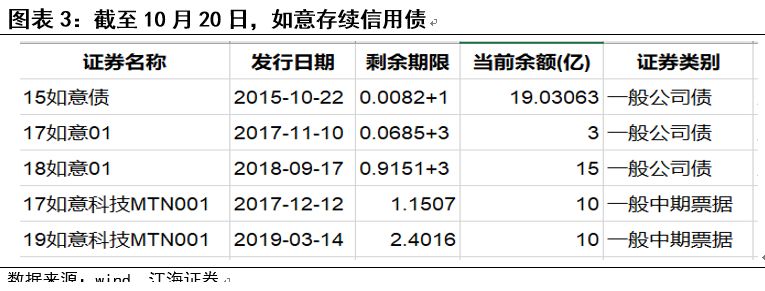 图表 3：截至 10 月 20 日，如意存续信用债
证券名称 发行日期 剩余期限 当前余额(亿) 证券类别
15如意债 2015-10-22 0.0082+1 19.03063 一般公司债
17如意01 2017-11-10 0.0685+3 3 一般公司债
18如意01 2018-09-17 0.9151+3 15 一般公司债
17如意科技MTN001 2017-12-12 1.1507 10 一般中期票据
19如意科技MTN001 2019-03-14 2.4016 10 一般中期票据
数据来源：wind 江海证券